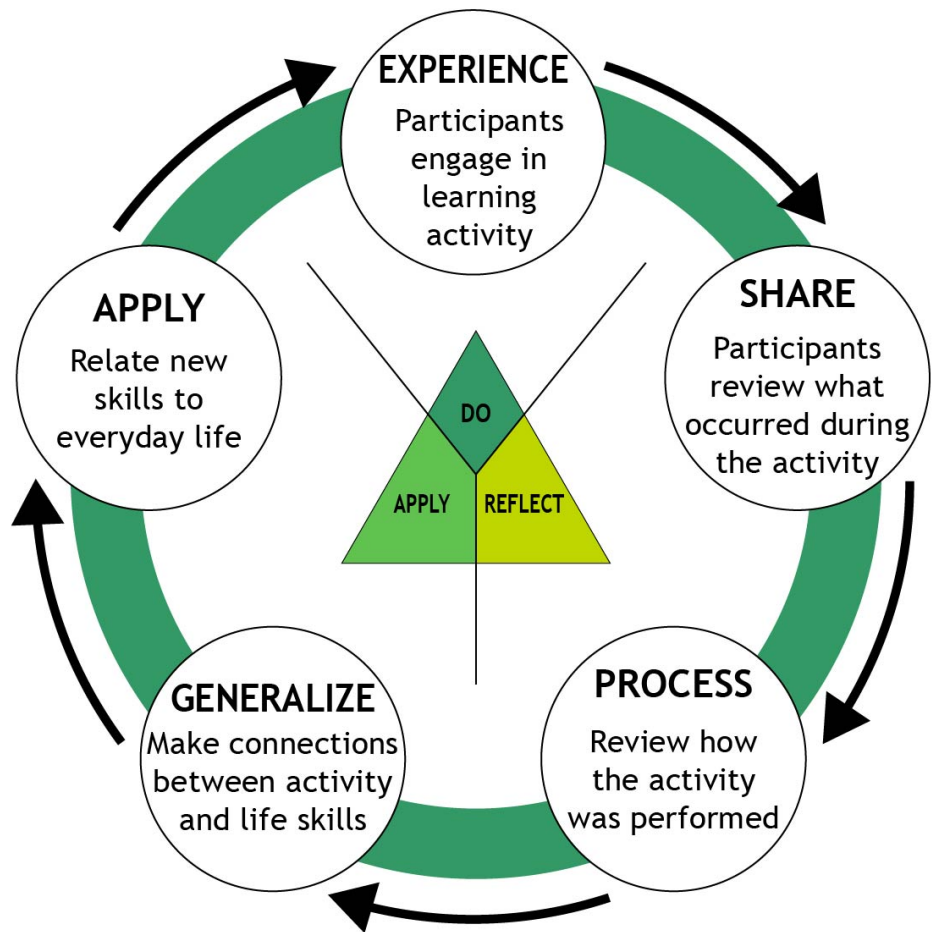 EXPERIENCE
Participants
engage in
learning
activity
SHARE
Participants
review what
occurred during
the activity
PROCESS
Review how
the activity
was performed
GENERALIZE
Make connections
between activity
and life skills
APPLY
Relate new
skills to
everyday life
DO
APPLY
REFLECT